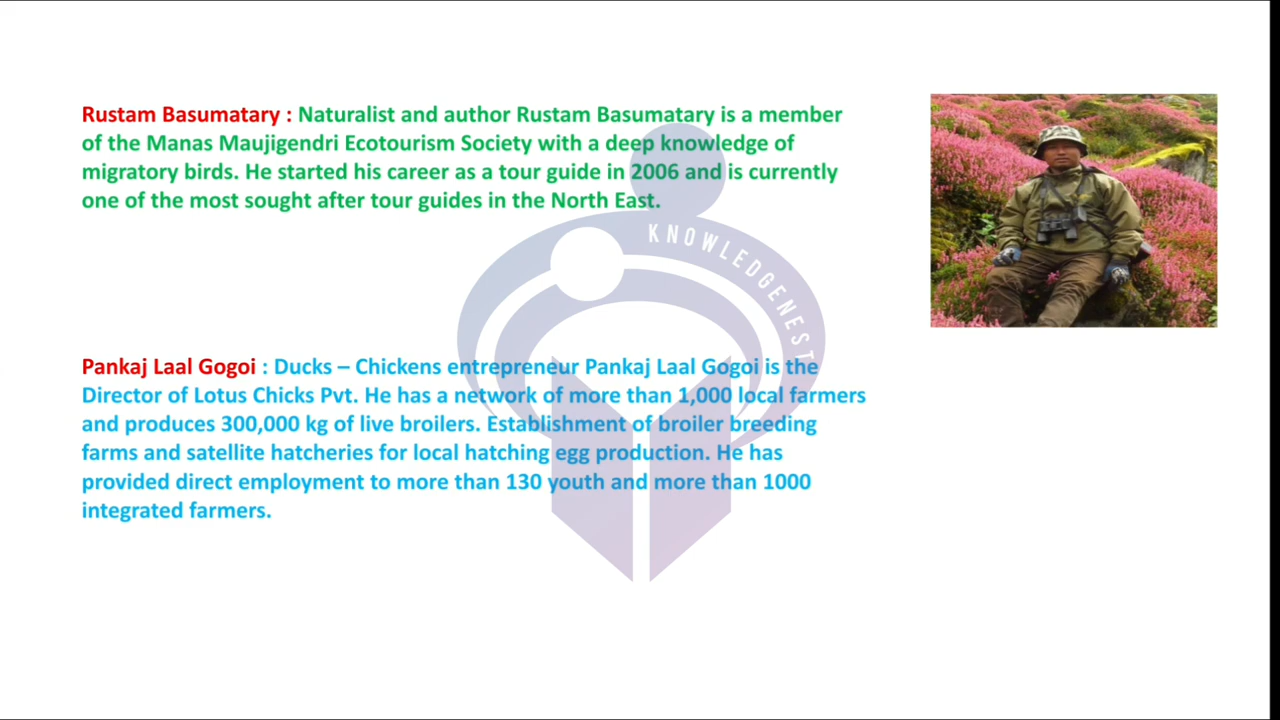 Rustam Basumatary : Naturalist and author Rustam Basumatary is a member
of the Manas Maujigendri Ecotourism Society with a deep knowledge of
migratory birds. He started his career as a tour guide in 2006 and is currently
one of the most sought after tour guides in the North East.
KNOWLEDGENEST
Pankaj Laal Gogoi : Ducks – Chickens entrepreneur Pankaj Laal Gogoi is the
Director of Lotus Chicks Pvt. He has a network of more than 1,000 local farmers
and produces 300,000 kg of live broilers. Establishment of broiler breeding
farms and satellite hatcheries for local hatching egg production. He has
provided direct employment to more than 130 youth and more than 1000
integrated farmers.